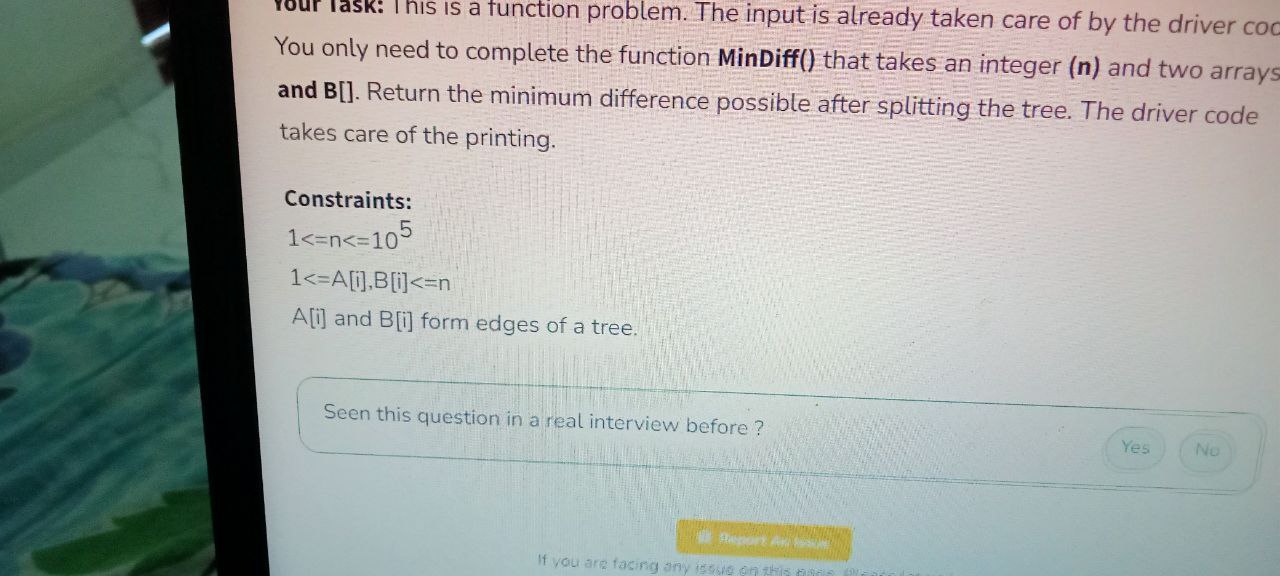 Your Task: This is a function problem. The input is already taken care of by the driver
You only need to complete the function MinDiff() that takes an integer (n) and two arrays
and B[]. Return the minimum difference possible after splitting the tree. The driver code
takes care of the printing.
Constraints:
1<=n<=10^5
1<=A[i],B[i]<=n
A[i] and B[i] form edges of a tree.
Seen this question in a real interview before ?
Yes
No
Report An Issue
If you are facing any issue on this page.